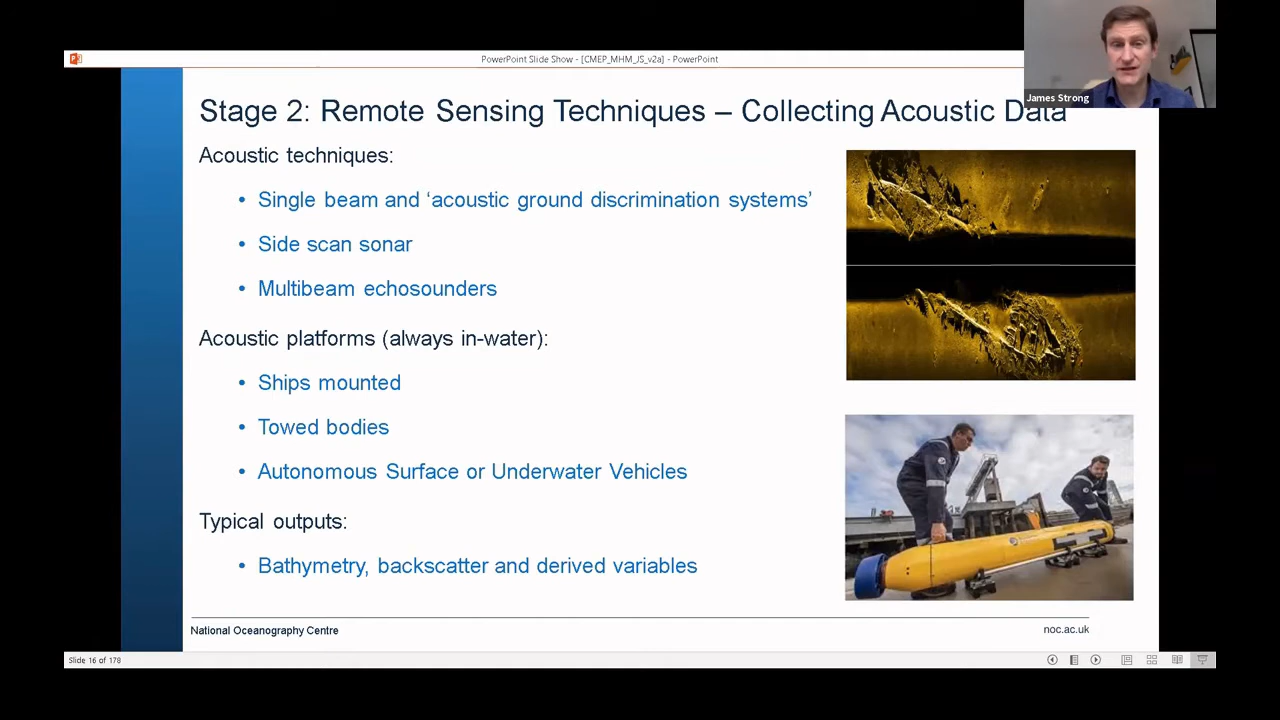 PowerPoint Slide Show - [CMEP_MHM_JS_v2a] - PowerPoint
James Strong
Stage 2: Remote Sensing Techniques – Collecting Acoustic Data
Acoustic techniques:
• Single beam and ‘acoustic ground discrimination systems’
• Side scan sonar
• Multibeam echosounders
Acoustic platforms (always in-water):
• Ships mounted
• Towed bodies
• Autonomous Surface or Underwater Vehicles
Typical outputs:
• Bathymetry, backscatter and derived variables
National Oceanography Centre
noc.ac.uk
Slide 16 of 178